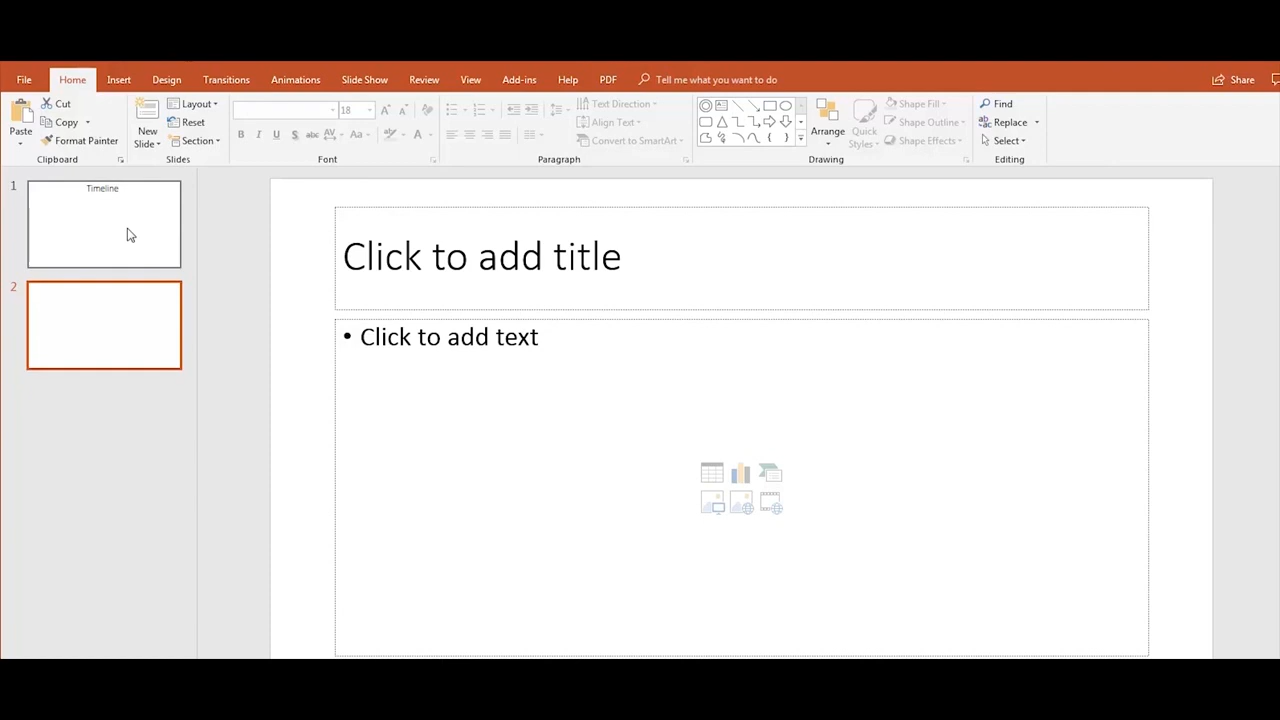 File Home Insert Design Transitions Animations Slide Show Review View Add-ins Help PDF Tell me what you want to do Share
Paste
Cut
Copy
Format Painter
Clipboard
New
Slide
Layout
Reset
Section
Slides
18
B I U S abc AV Aa A
Font
Text Direction
Align Text
Convert to SmartArt
Paragraph
Arrange
Quick
Styles
Shape Fill
Shape Outline
Shape Effects
Drawing
Find
Replace
Select
Editing
1
Timeline
2
Click to add title
• Click to add text